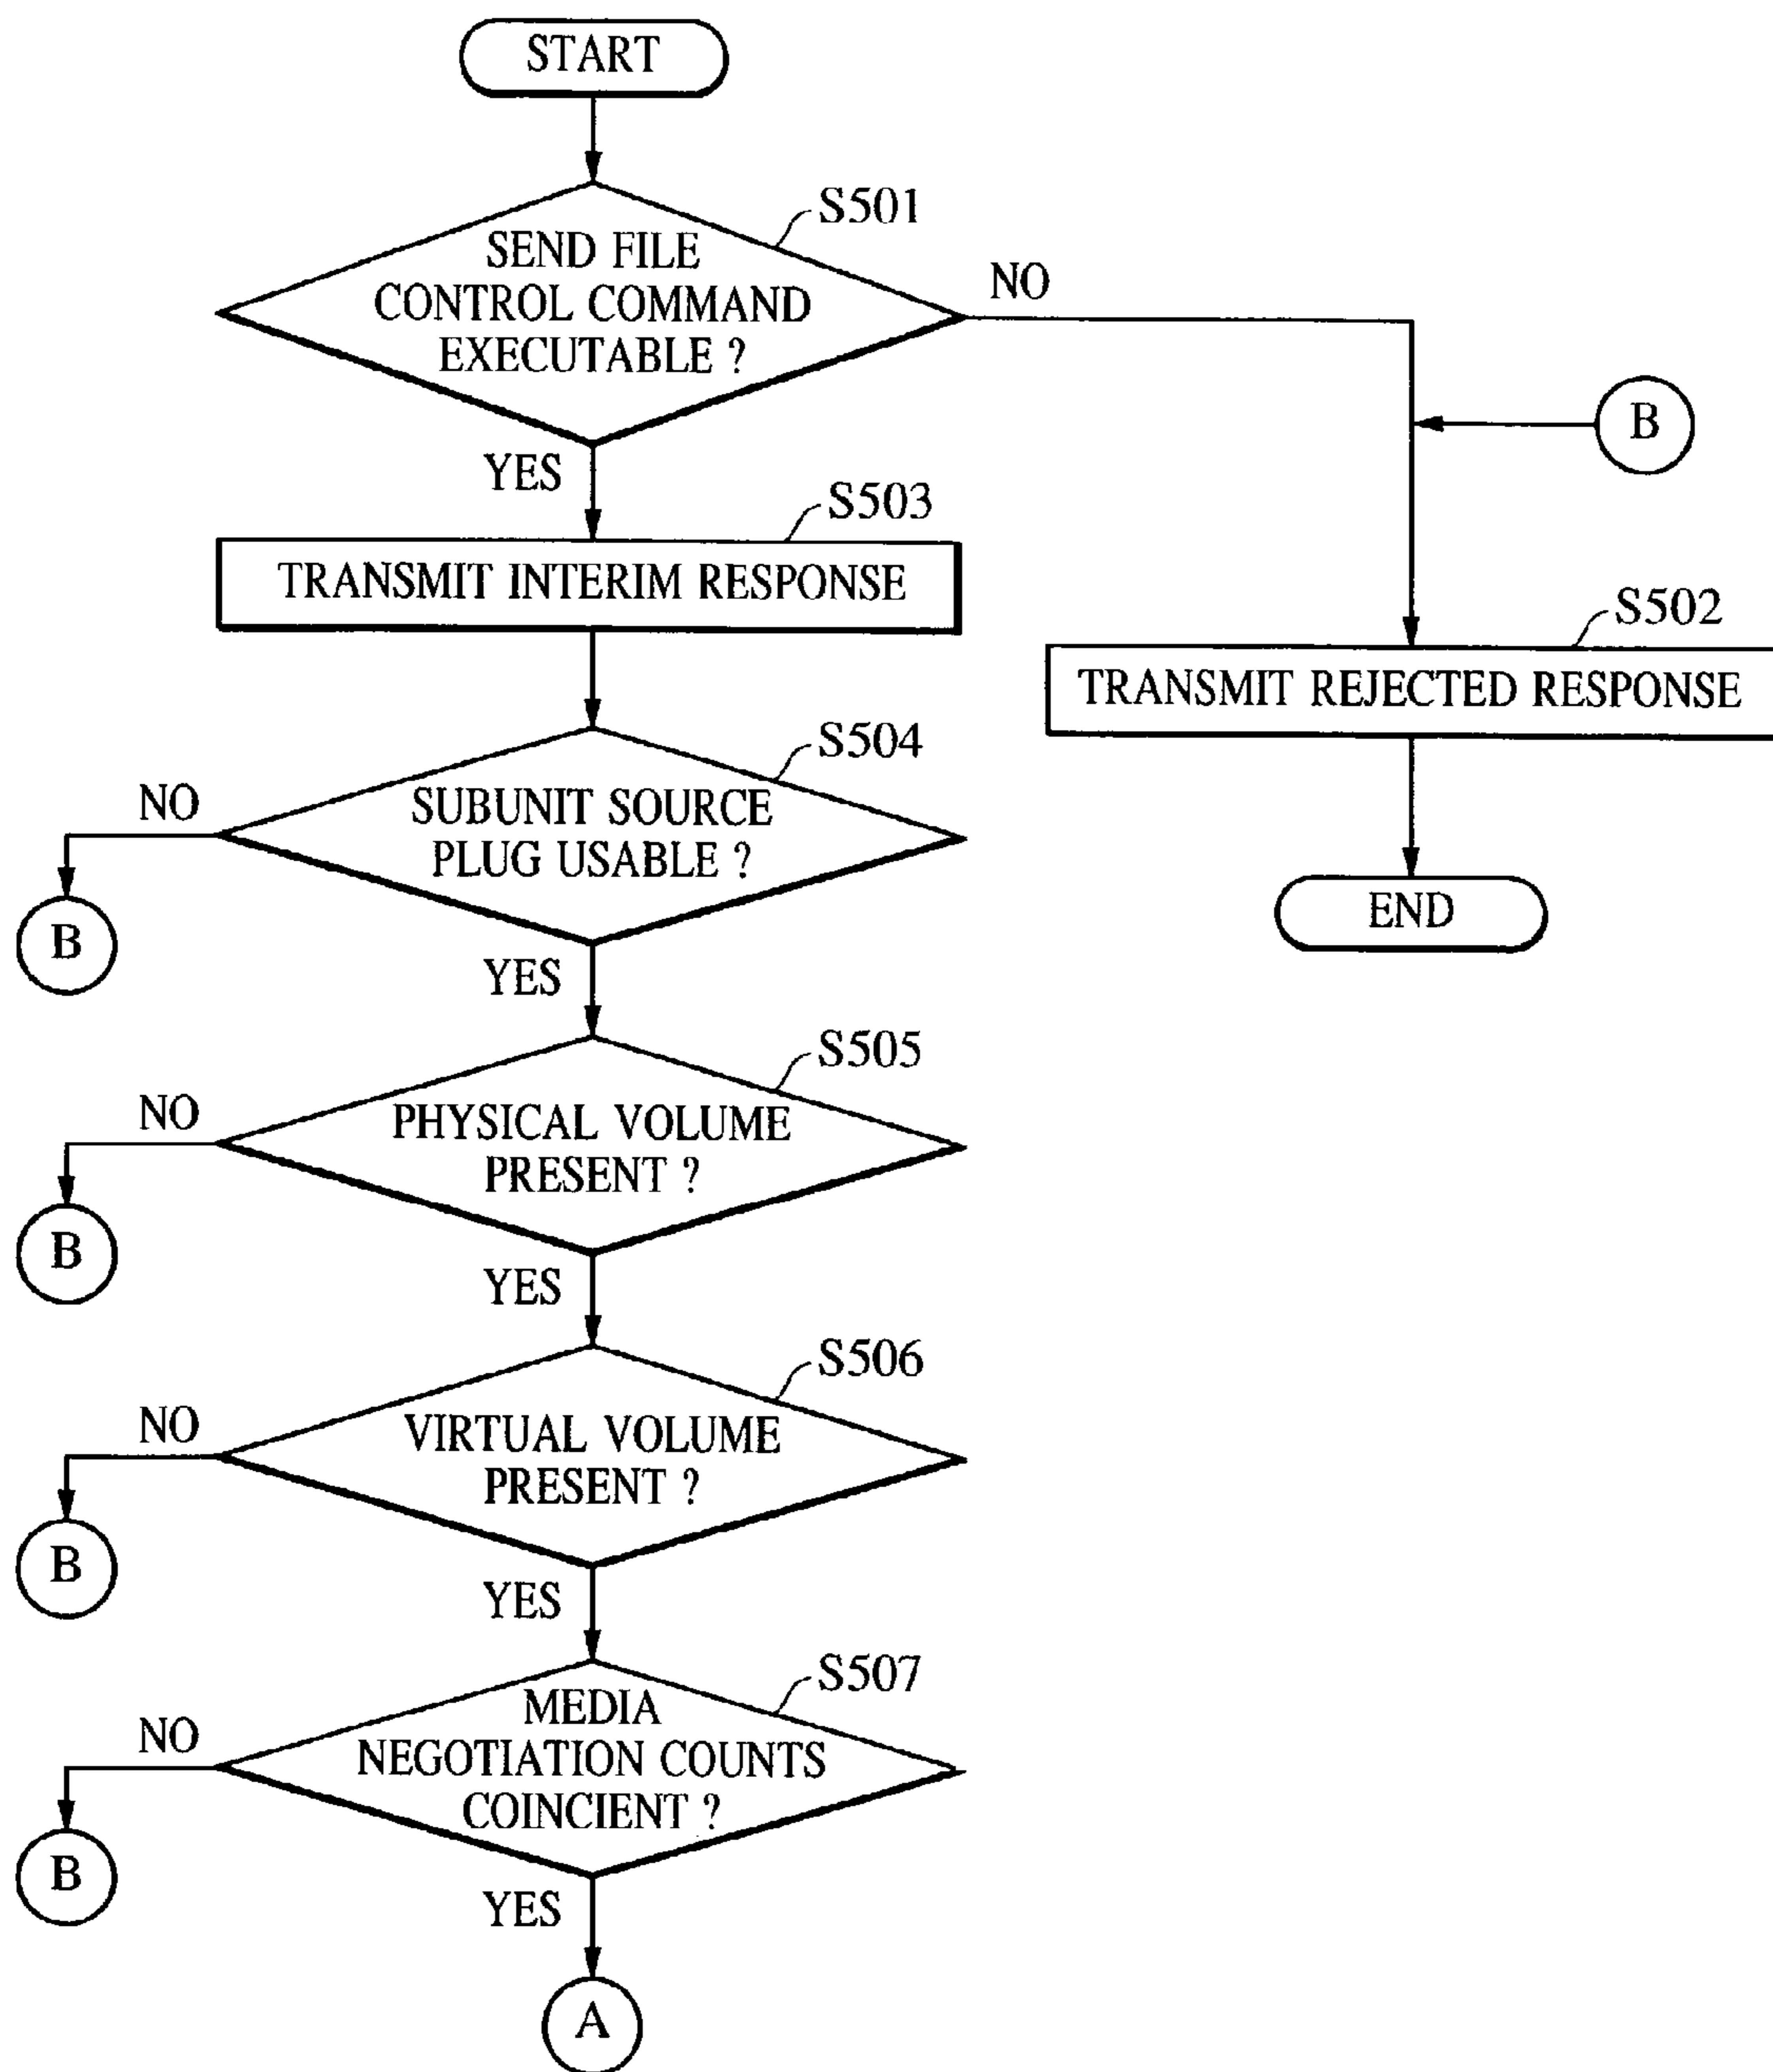 START
S501
SEND FILE
CONTROL COMMAND
EXECUTABLE ?
NO
B
YES
S503
TRANSMIT INTERIM RESPONSE
S502
TRANSMIT REJECTED RESPONSE
S504
NO
SUBUNIT SOURCE
PLUG USABLE ?
END
B
YES
S505
NO
PHYSICAL VOLUME
PRESENT ?
B
YES
S506
NO
VIRTUAL VOLUME
PRESENT ?
B
YES
S507
MEDIA
NO
NEGOTIATION COUNTS
COINCIENT ?
B
YES
A